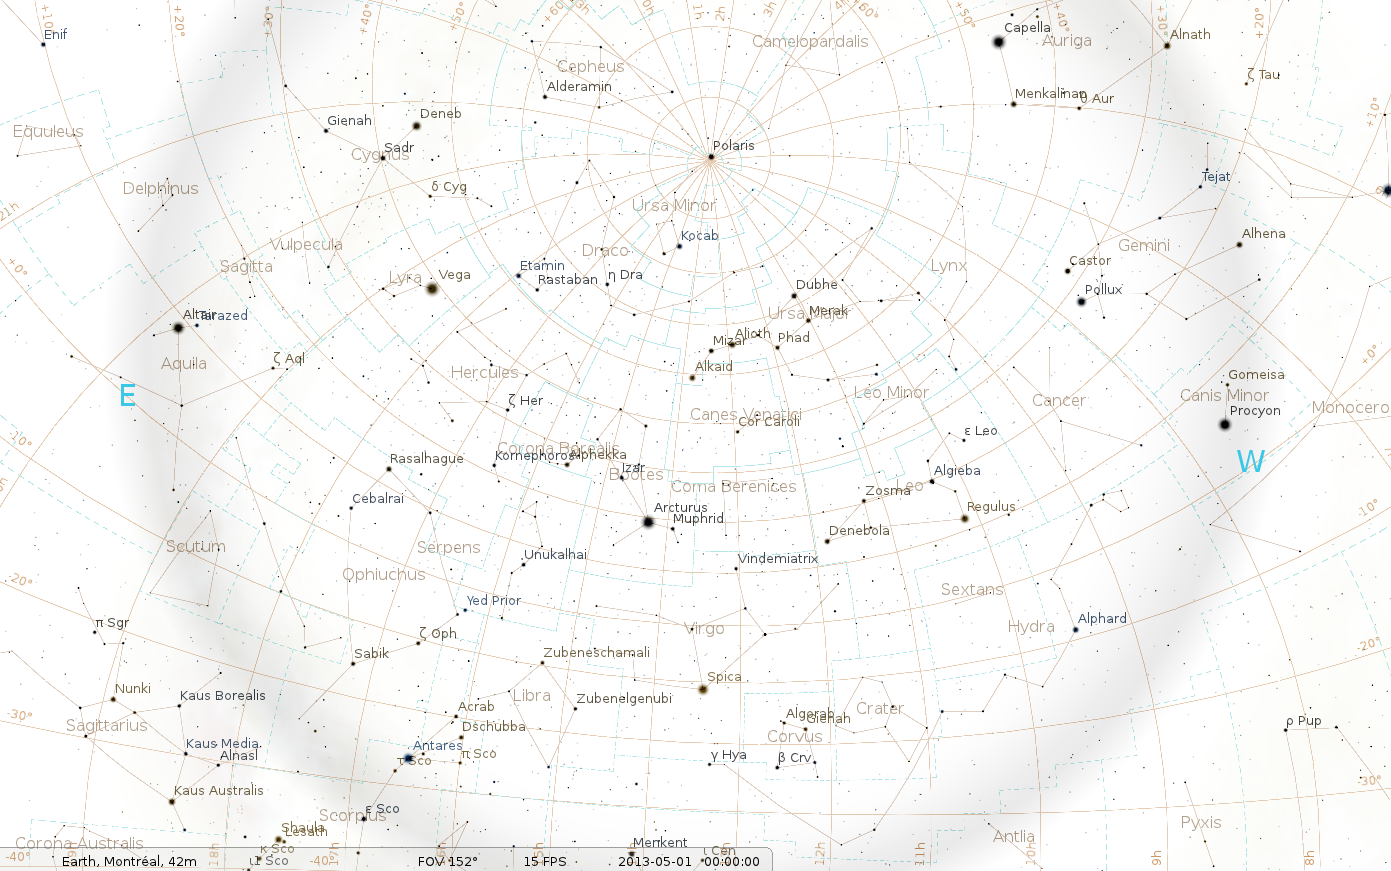 Enif
+10°
+20°
+30°
+40°
+50°
+60°
0h
1h
2h
3h
60°
+50°
+40°
+30°
+20°
+10°
Capella
Auriga
Alnath
Camelopardalis
Cepheus
Alderamin
ζ Tau
Menkalinan
θ Aur
Equuleus
Gienah
Deneb
Sadr
Cygnus
Polaris
Delphinus
δ Cyg
Tejat
21h
Ursa Minor
Kocab
Vulpecula
Draco
Gemini
Alhena
+0°
Sagitta
Lyra
Vega
Etamin
Rastaban
η Dra
Lynx
Castor
Pollux
Dubhe
Altair
Tarazed
Ursa Major
Merak
Alioth
Mizar
Phad
+0°
Aquila
ζ Aql
Hercules
Alkaid
Gomeisa
E
ζ Her
Leo Minor
Cancer
Canis Minor
Procyon
Monocero
Canes Venatici
Cor Caroli
-10°
ε Leo
Corona Borealis
Rasalhague
Kornephoros
Alphekka
Izar
Bootes
Algieba
W
Cebalrai
Coma Berenices
Zosma
Leo
Regulus
Arcturus
Muphrid
Denebola
-10°
Scutum
Serpens
Unukalhai
Vindemiatrix
Ophiuchus
-20°
Sextans
Yed Prior
π Sgr
ζ Oph
Virgo
Hydra
Alphard
Sabik
Zubeneschamali
-20°
Nunki
Kaus Borealis
Libra
Zubenelgenubi
Spica
-30°
Sagittarius
Acrab
Dschubba
Algorab
Gienah
Crater
ρ Pup
Kaus Media
Alnasl
Antares
τ Sco
π Sco
Corvus
γ Hya
β Crv
-30°
Kaus Australis
Scorpius
ε Sco
Pyxis
Shaula
Lesath
Antlia
Corona Australis
κ Sco
ι1 Sco
Menkent
ι Cen
-40°
-40°
18h
17h
12h
11h
10h
9h
8h
Earth, Montréal, 42m
FOV 152°
15 FPS
2013-05-01 00:00:00